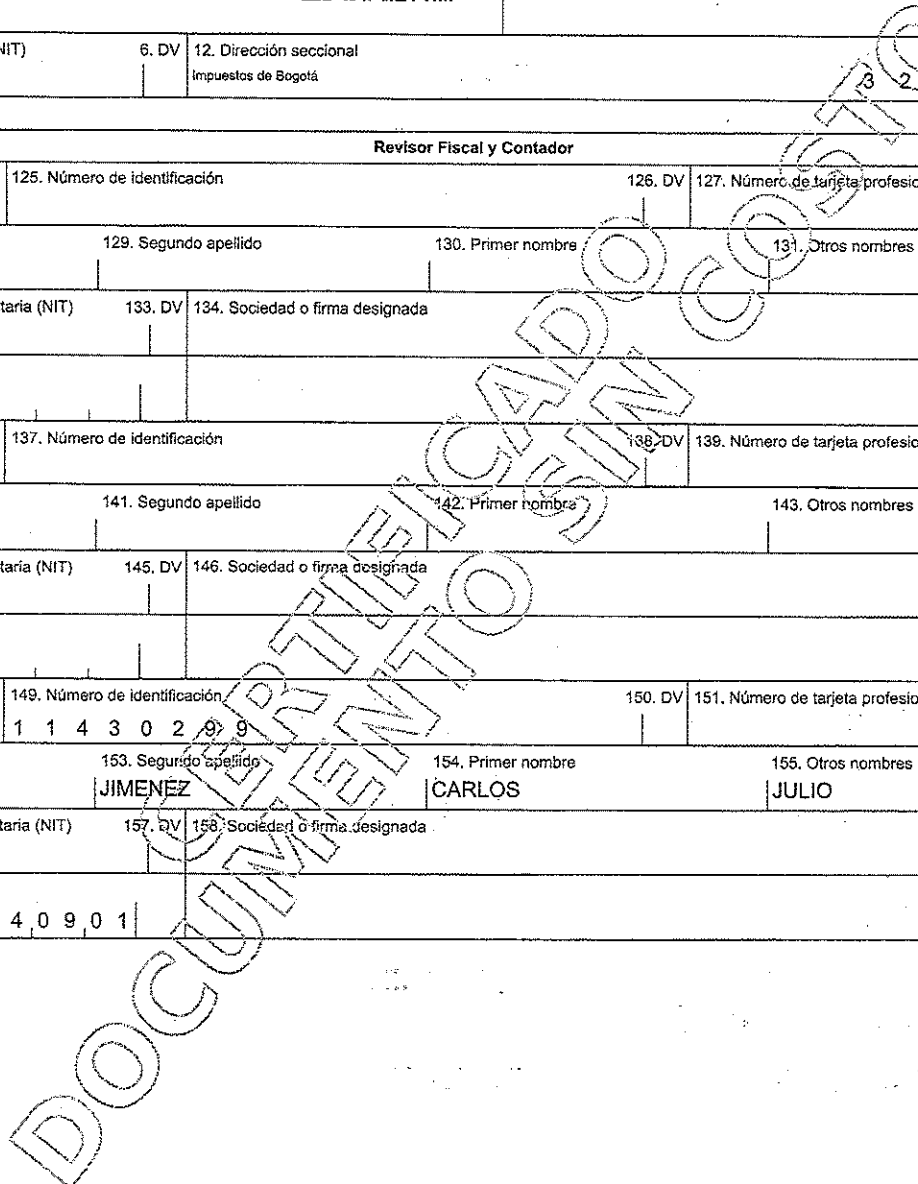 NIT) 6. DV 12. Dirección seccional
Impuestos de Bogotá 3 2
Revisor Fiscal y Contador
125. Número de identificación 126. DV 127. Número de tarjeta profesio
129. Segundo apellido 130. Primer nombre 131. Otros nombres
taria (NIT) 133. DV 134. Sociedad o firma designada
137. Número de identificación 138. DV 139. Número de tarjeta profesio
141. Segundo apellido 142. Primer nombre 143. Otros nombres
taria (NIT) 145. DV 146. Sociedad o firma designada
149. Número de identificación 150. DV 151. Número de tarjeta profesio
1 1 4 3 0 2 9 9
153. Segundo apellido 154. Primer nombre 155. Otros nombres
JIMENEZ CARLOS JULIO
taria (NIT) 157. DV 158. Sociedad o firma designada
4 0 9 0 1
CERTIFICADO
DOCUMENTO SIN COSTO